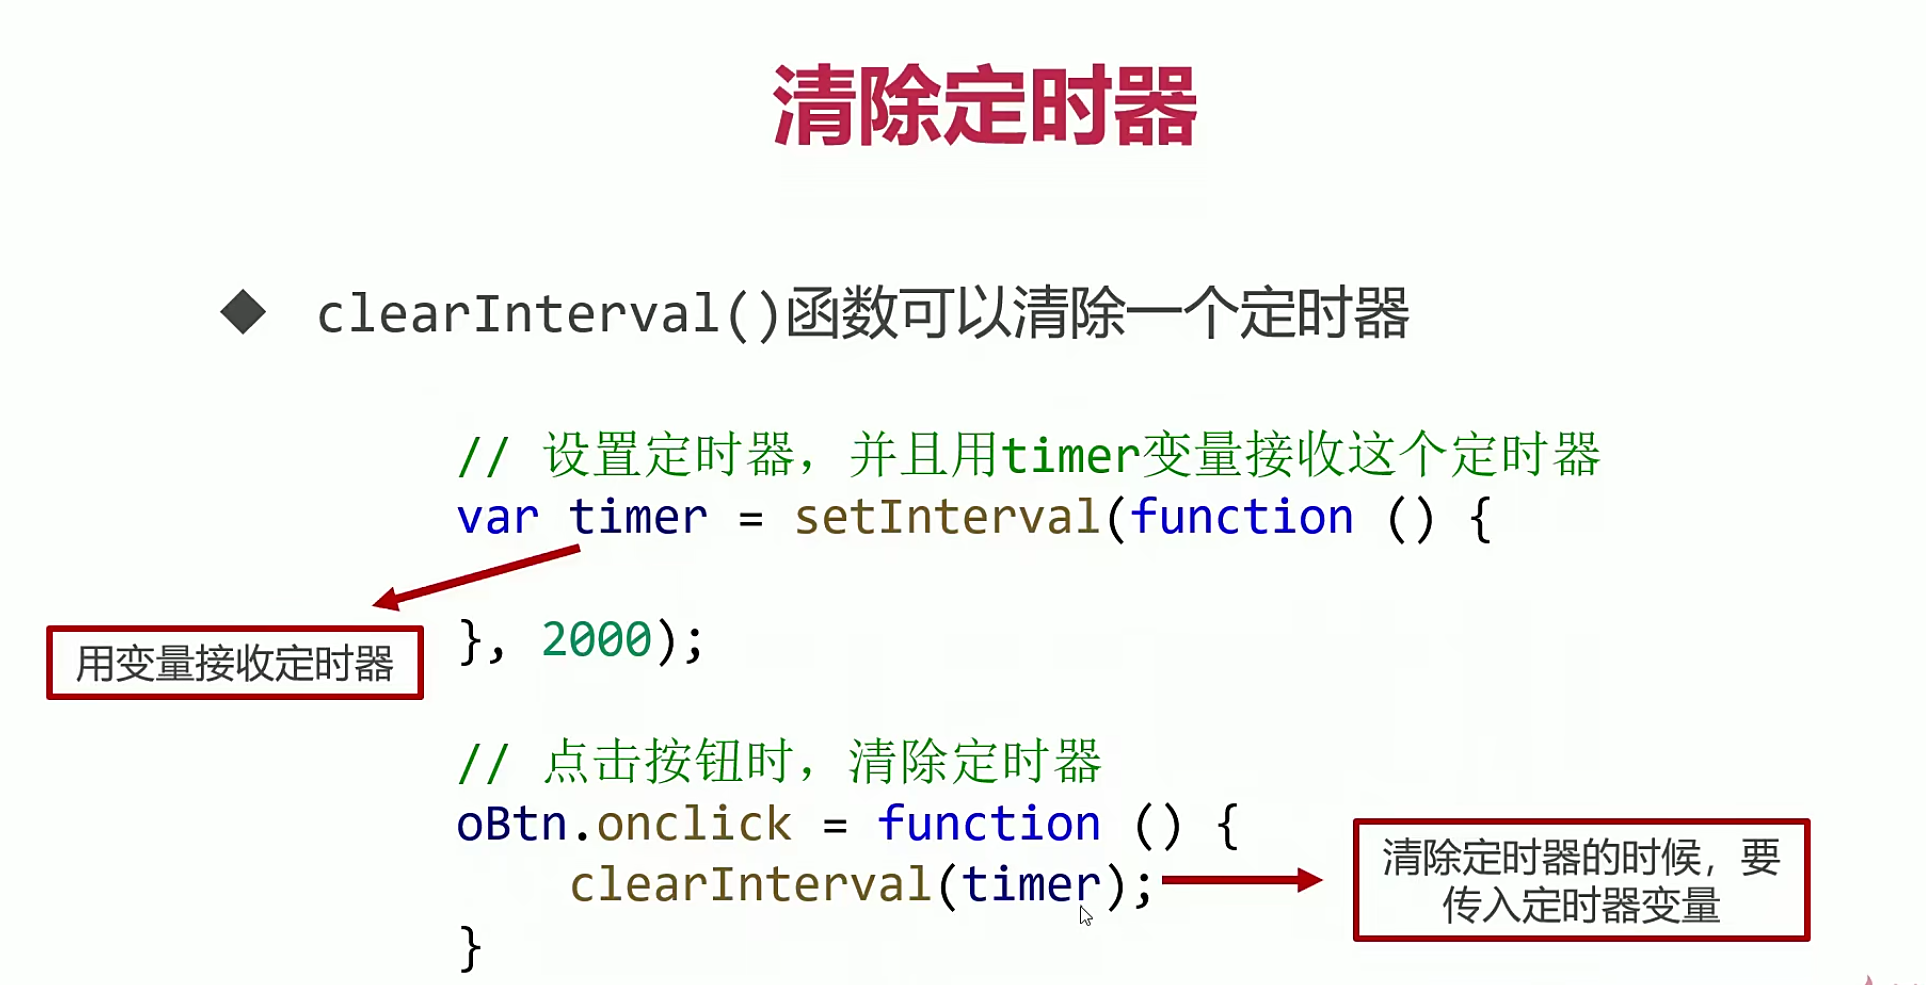 清除定时器
clearInterval()函数可以清除一个定时器
// 设置定时器，并且用timer变量接收这个定时器
var timer = setInterval(function () {
}, 2000);
用变量接收定时器
// 点击按钮时，清除定时器
oBtn.onclick = function () {
clearInterval(timer);
清除定时器的时候，要
传入定时器变量
}